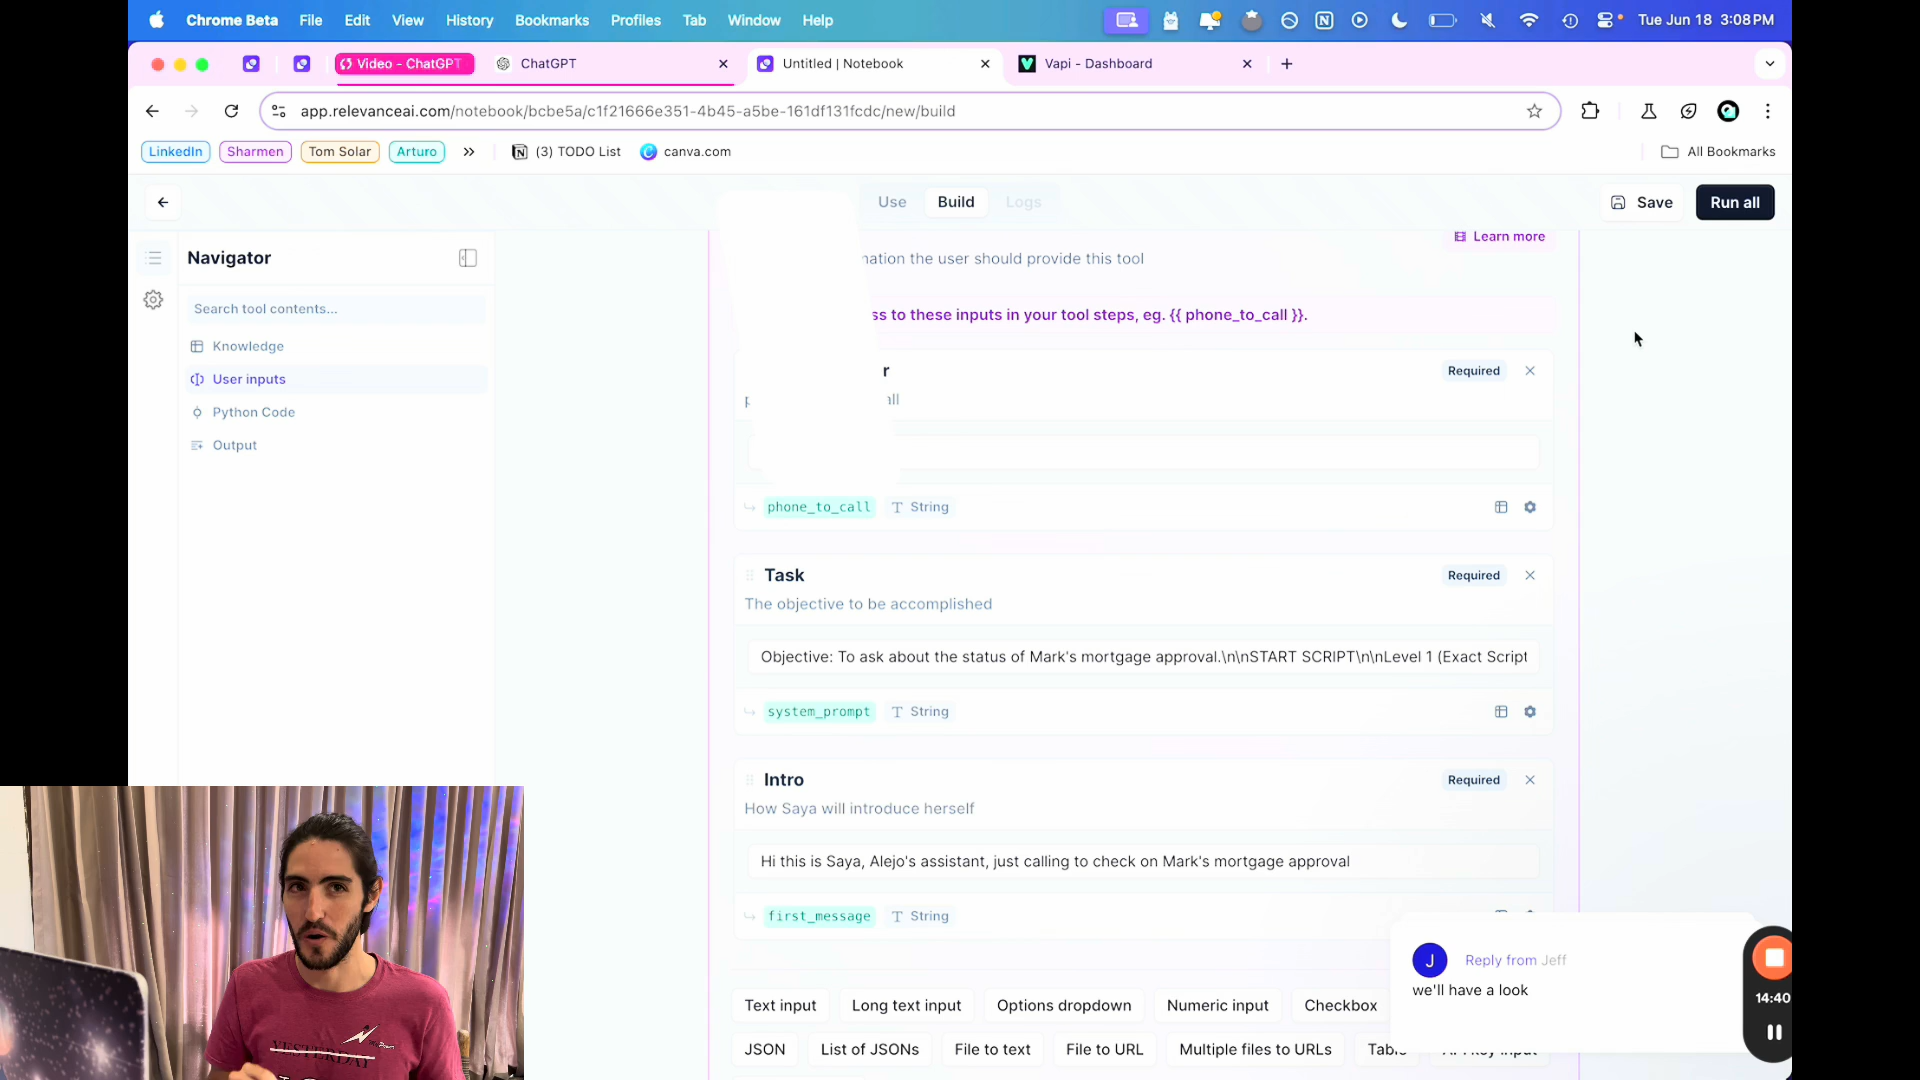 Chrome Beta File Edit View History Bookmarks Profiles Tab Window Help Tue Jun 18 3:08 PM
Video - ChatGPT ChatGPT Untitled | Notebook Vapi - Dashboard
app.relevanceai.com/notebook/bcbe5a/c1f21666e351-4b45-a5be-161df131fcdc/new/build
LinkedIn Sharmen Tom Solar Arturo (3) TODO List canva.com All Bookmarks
Use Build Logs Save Run all
Navigator
Search tool contents...
Knowledge
User inputs
Python Code
Output
Learn more
the user should provide this tool
to these inputs in your tool steps, eg. {{ phone_to_call }}.
r
Required
phone_to_call String
Task Required
The objective to be accomplished
Objective: To ask about the status of Mark's mortgage approval.\n\nSTART SCRIPT\n\nLevel 1 (Exact Script
system_prompt String
Intro Required
How Saya will introduce herself
Hi this is Saya, Alejo's assistant, just calling to check on Mark's mortgage approval
first_message String
Text input Long text input Options dropdown Numeric input Checkbox
JSON List of JSONs File to text File to URL Multiple files to URLs Table
J Reply from Jeff
we'll have a look
14:40
YESTERDAY